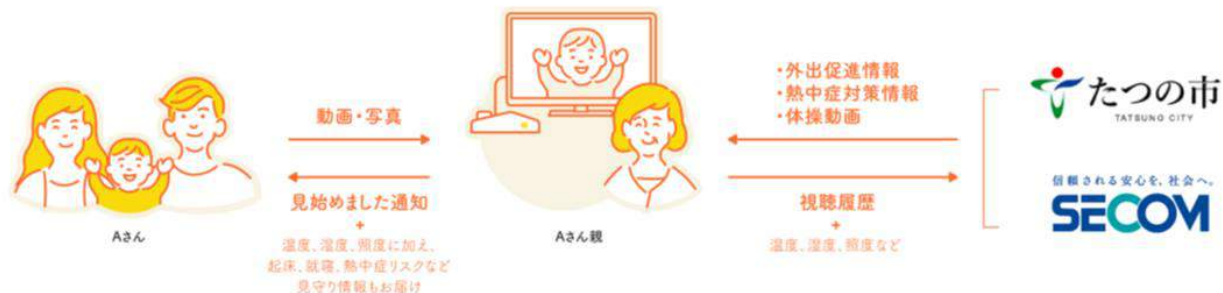 動画・写真
見始めました通知
+
温度、湿度、照度に加え、
起床、就寝、熱中症リスクなど
見守り情報もお届け
Aさん
Aさん親
・外出促進情報
・熱中症対策情報
・体操動画
視聴履歴
+
温度、湿度、照度など
たつの市
TATSUNO CITY
信頼される安心を、社会へ。
SECOM